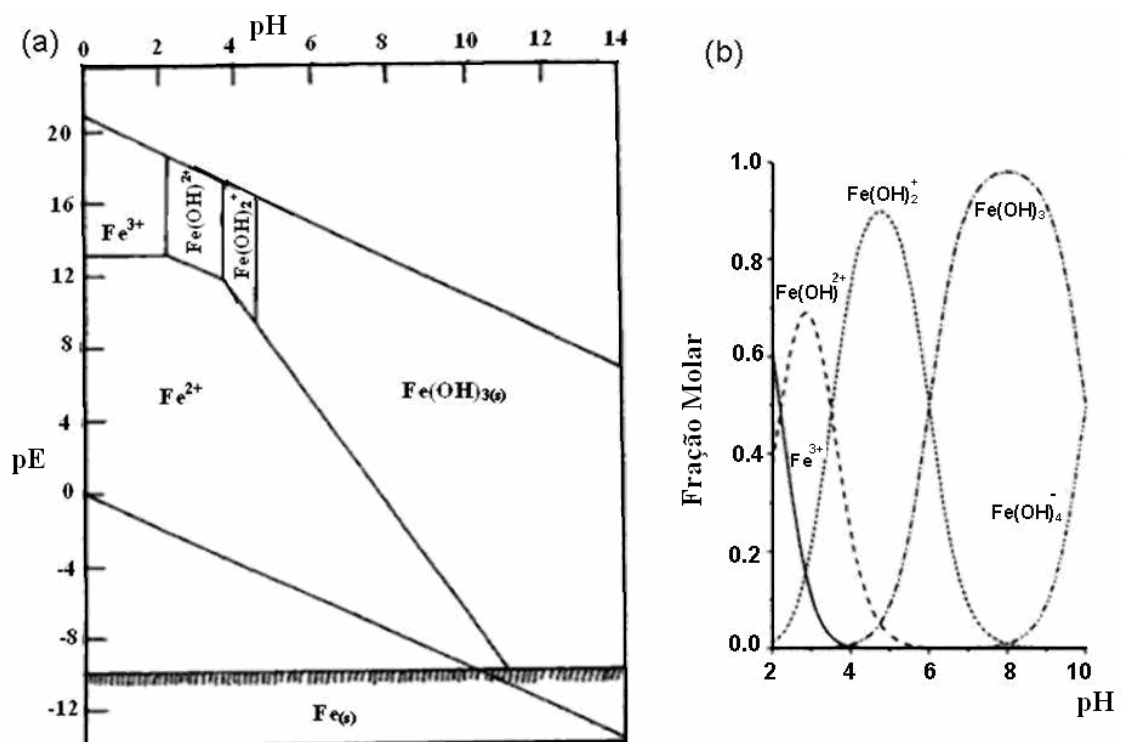 (a)
pH
0 2 4 6 8 10 12 14
20
16
12
8
4
0
-4
-8
-12
pE
Fe³⁺
Fe(OH)²⁺
Fe(OH)₂⁺
Fe²⁺
Fe(OH)₃₍ₛ₎
Fe₍ₛ₎
(b)
Fração Molar
1.0
0.8
0.6
0.4
0.2
0.0
Fe(OH)₂⁺
Fe(OH)₃
Fe(OH)²⁺
Fe³⁺
Fe(OH)₄⁻
2 4 6 8 10
pH